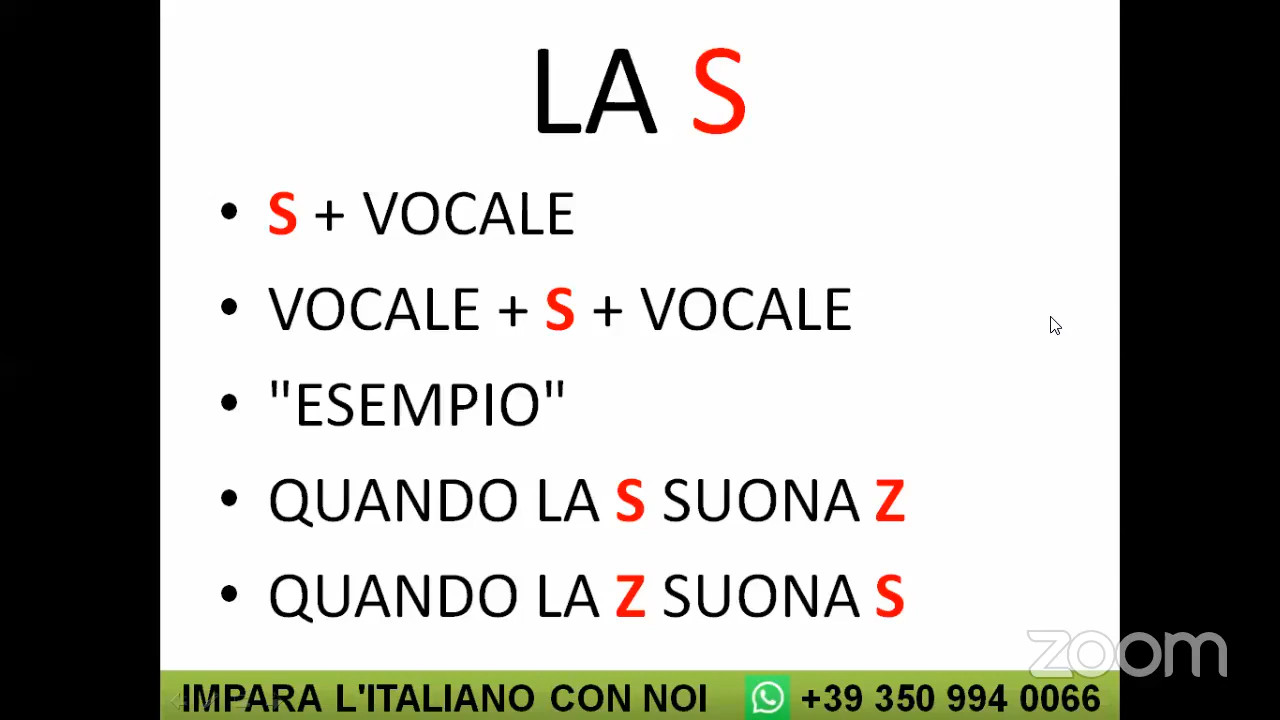 LA S
• S + VOCALE
• VOCALE + S + VOCALE
• "ESEMPIO"
• QUANDO LA S SUONA Z
• QUANDO LA Z SUONA S
zoom
IMPARA L'ITALIANO CON NOI +39 350 994 0066